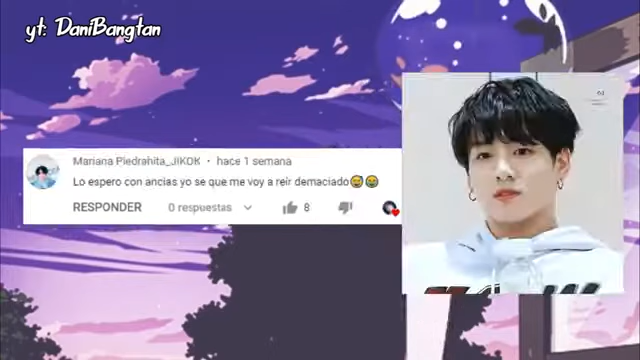 yt: DaniBangtan
Mariana Piedrahita_JIKOK • hace 1 semana
Lo espero con ancias yo se que me voy a reír demaciado😅😂
RESPONDER 0 respuestas 8